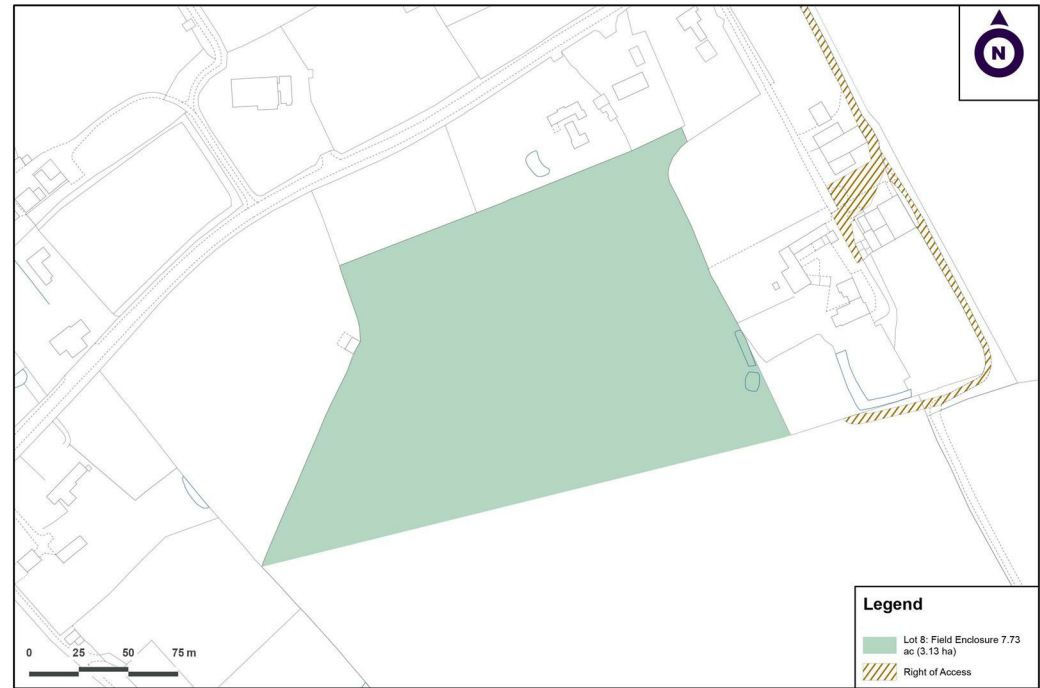 N
0 25 50 75 m
Legend
Lot 8: Field Enclosure 7.73
ac (3.13 ha)
Right of Access